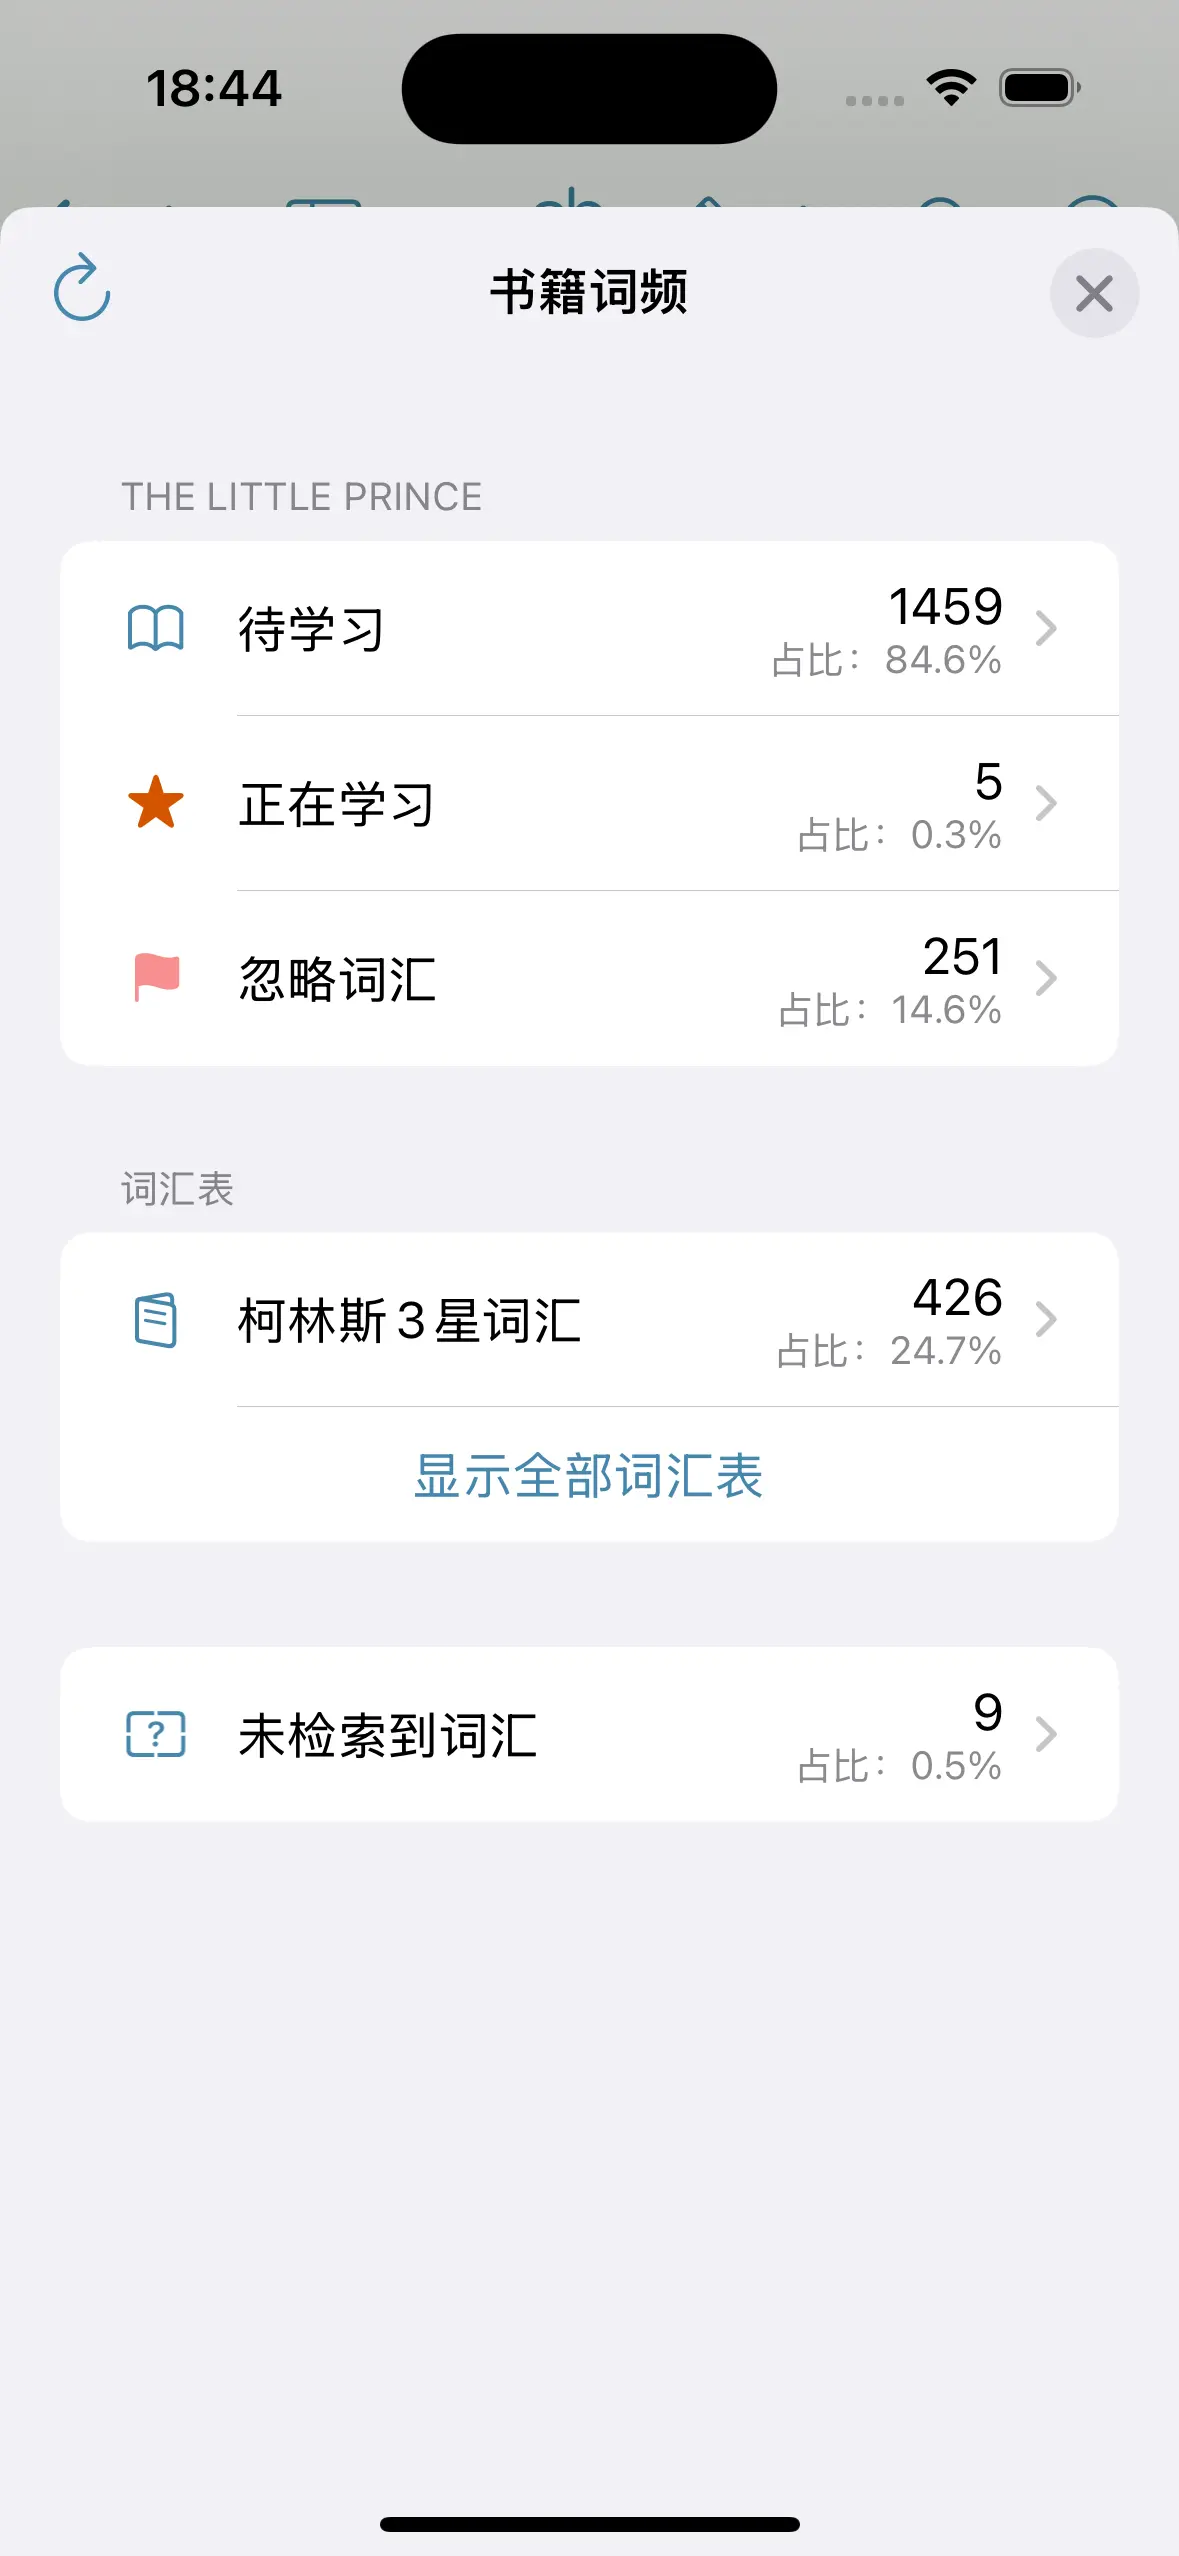 18:44
书籍词频
THE LITTLE PRINCE
待学习
1459
占比：84.6%
正在学习
5
占比：0.3%
忽略词汇
251
占比：14.6%
词汇表
柯林斯3星词汇
426
占比：24.7%
显示全部词汇表
未检索到词汇
9
占比：0.5%